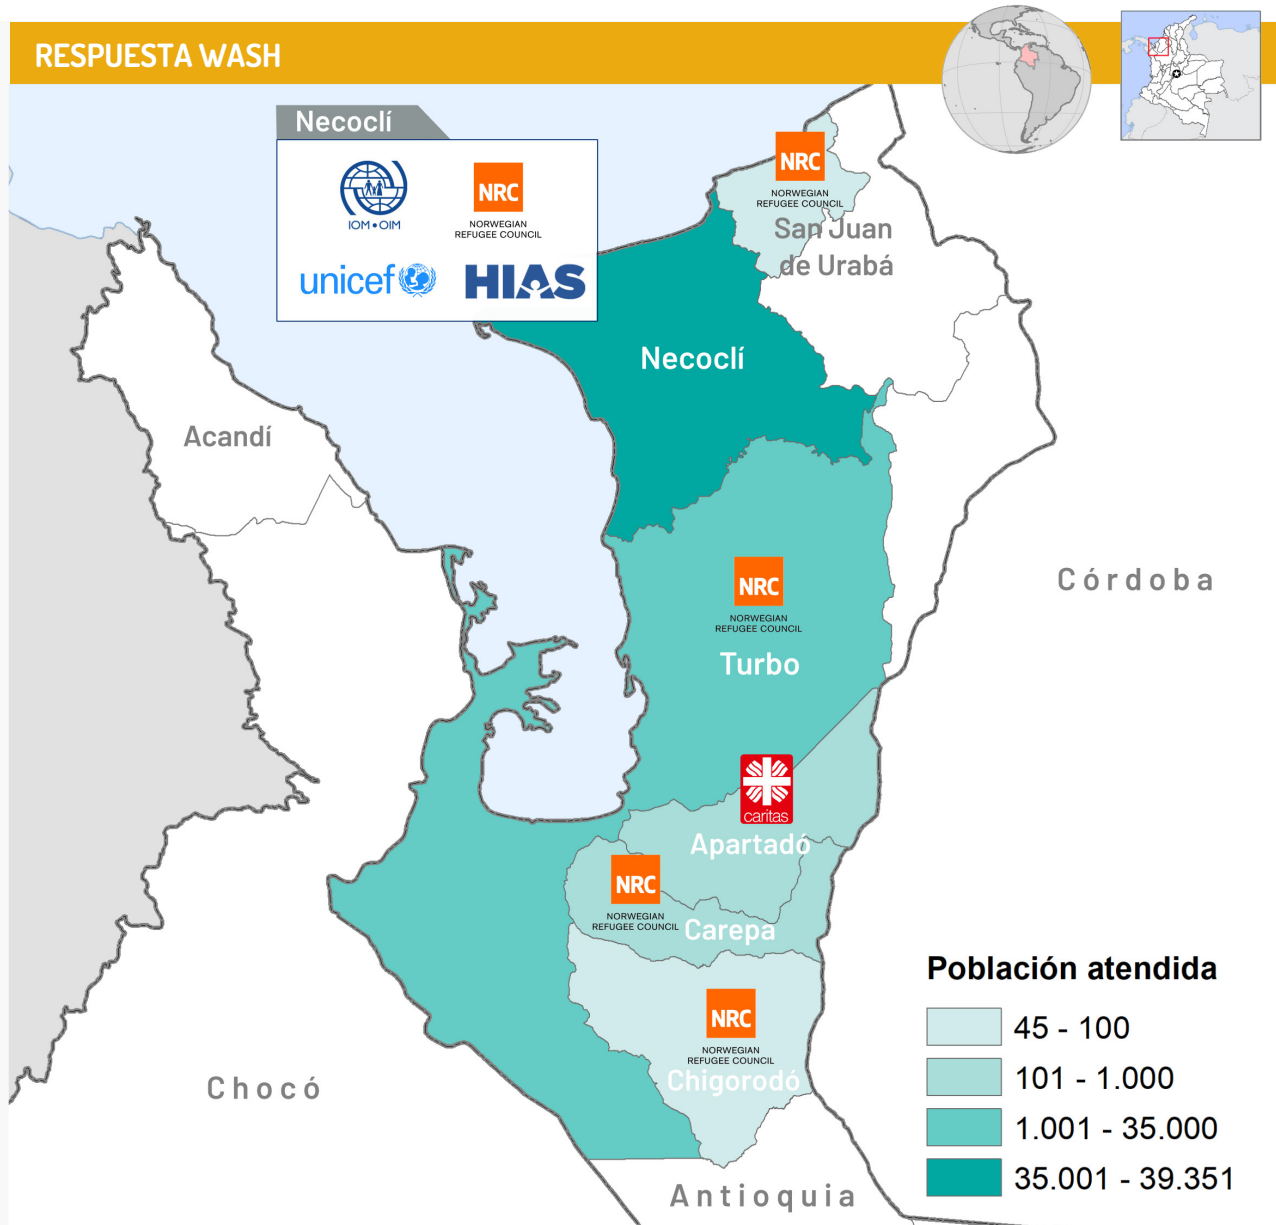 RESPUESTA WASH
Necoclí
IOM • OIM
NRC
NORWEGIAN
REFUGEE COUNCIL
unicef
HIAS
NRC
NORWEGIAN
REFUGEE COUNCIL
San Juan
de Urabá
Necoclí
Acandí
Córdoba
NRC
NORWEGIAN
REFUGEE COUNCIL
Turbo
caritas
Apartadó
NRC
NORWEGIAN
REFUGEE COUNCIL
Carepa
NRC
NORWEGIAN
REFUGEE COUNCIL
Chigorodó
Chocó
Antioquia
Población atendida
45 - 100
101 - 1.000
1.001 - 35.000
35.001 - 39.351